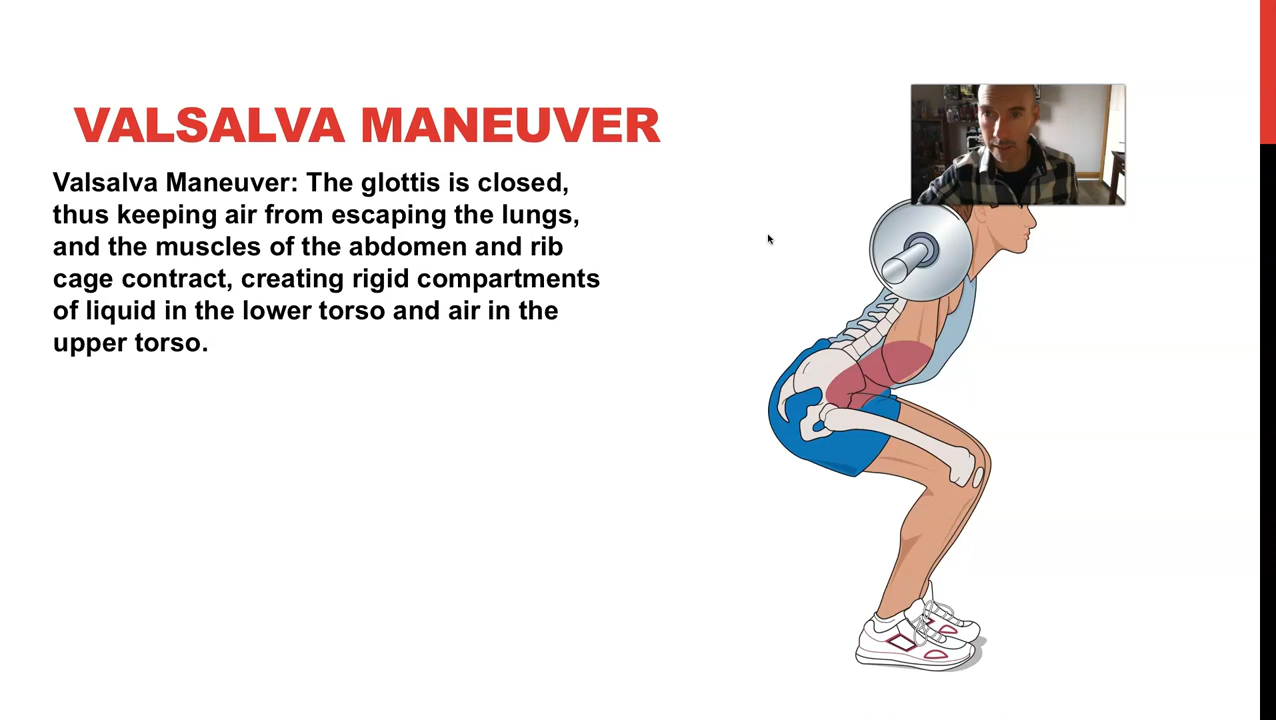 VALSALVA MANEUVER
Valsalva Maneuver: The glottis is closed,
thus keeping air from escaping the lungs,
and the muscles of the abdomen and rib
cage contract, creating rigid compartments
of liquid in the lower torso and air in the
upper torso.